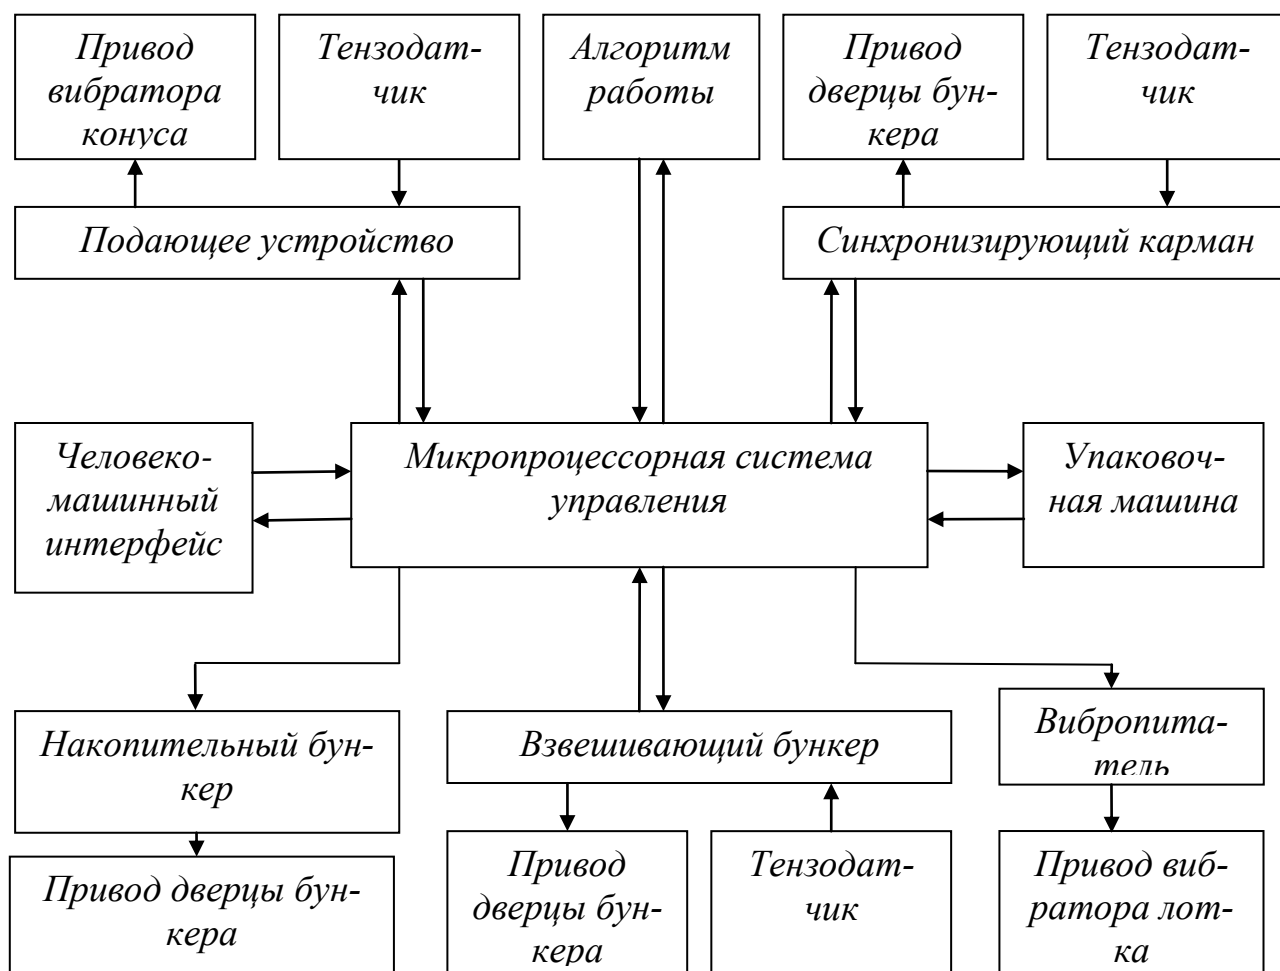 Привод
вибратора
конуса
Тензодат-
чик
Алгоритм
работы
Привод
дверцы бун-
кера
Тензодат-
чик
Подающее устройство
Синхронизирующий карман
Человеко-
машинный
интерфейс
Микропроцессорная система
управления
Упаковоч-
ная машина
Накопительный бун-
кер
Взвешивающий бункер
Вибропита-
тель
Привод дверцы бун-
кера
Привод
дверцы бун-
кера
Тензодат-
чик
Привод виб-
ратора лот-
ка